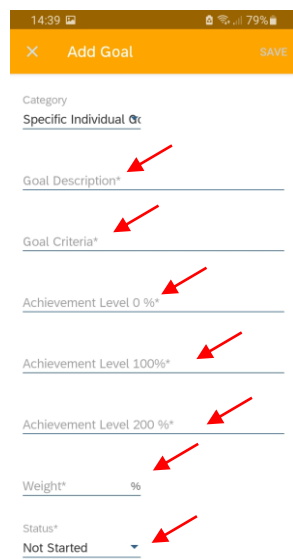 14:39 79%
× Add Goal SAVE
Category
Specific Individual
Goal Description*
Goal Criteria*
Achievement Level 0 %*
Achievement Level 100%*
Achievement Level 200 %*
Weight* %
Status*
Not Started